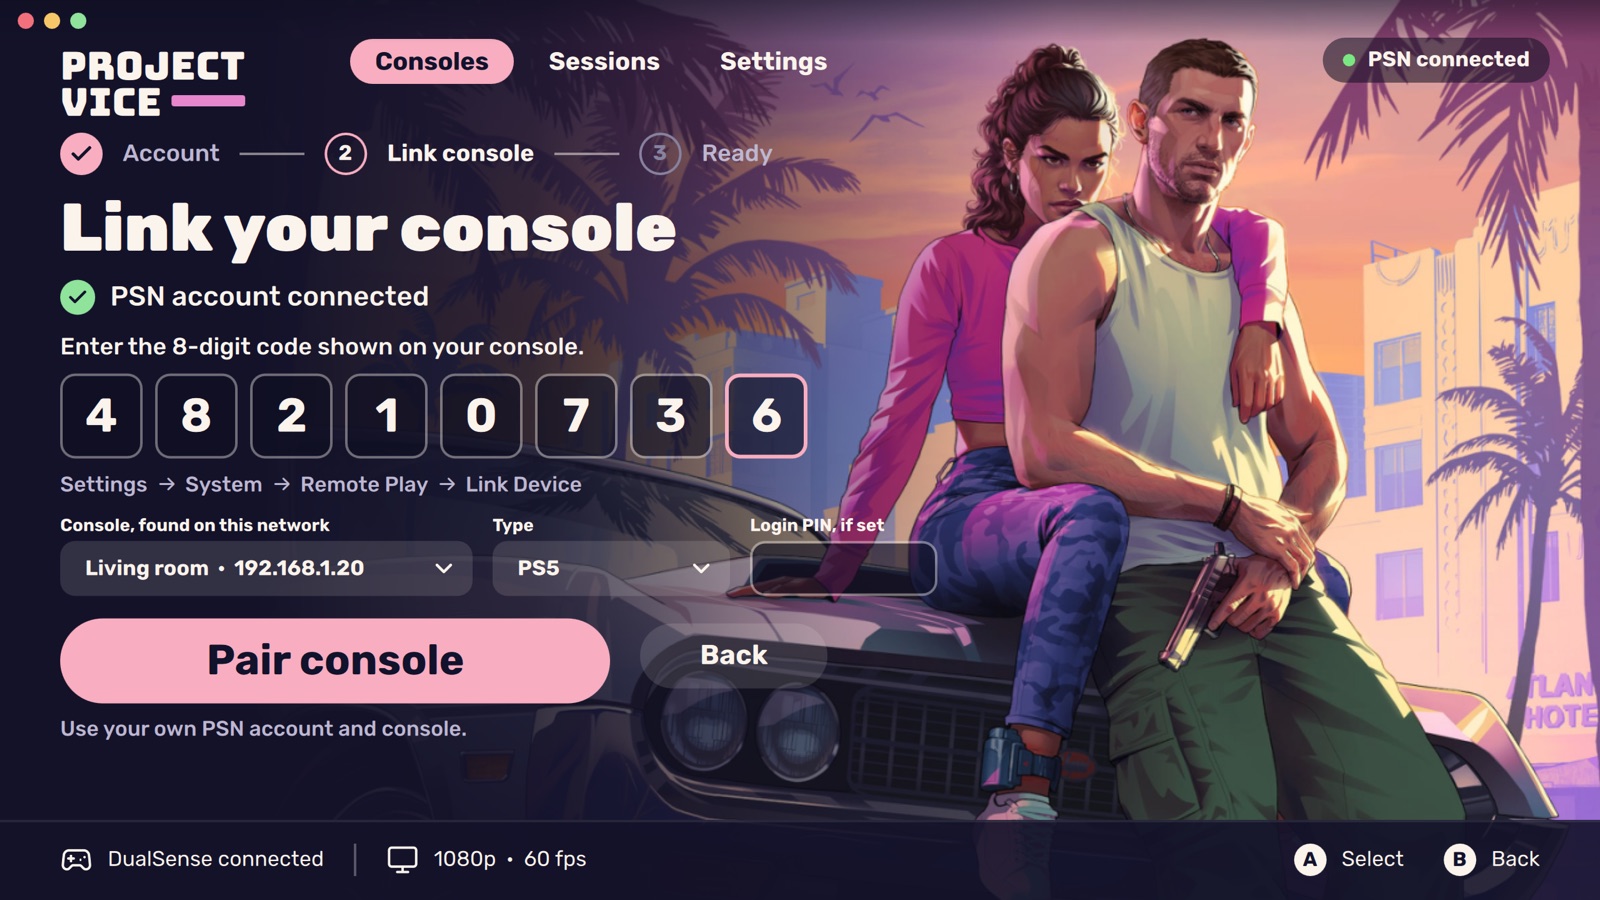 PROJECT
VICE
Consoles
Sessions
Settings
PSN connected
Account
2
Link console
3
Ready
Link your console
PSN account connected
Enter the 8-digit code shown on your console.
4 8 2 1 0 7 3 6
Settings → System → Remote Play → Link Device
Console, found on this network
Type
Login PIN, if set
Living room • 192.168.1.20
PS5
Pair console
Back
Use your own PSN account and console.
ATLAN
HOTE
DualSense connected
1080p • 60 fps
A Select
B Back